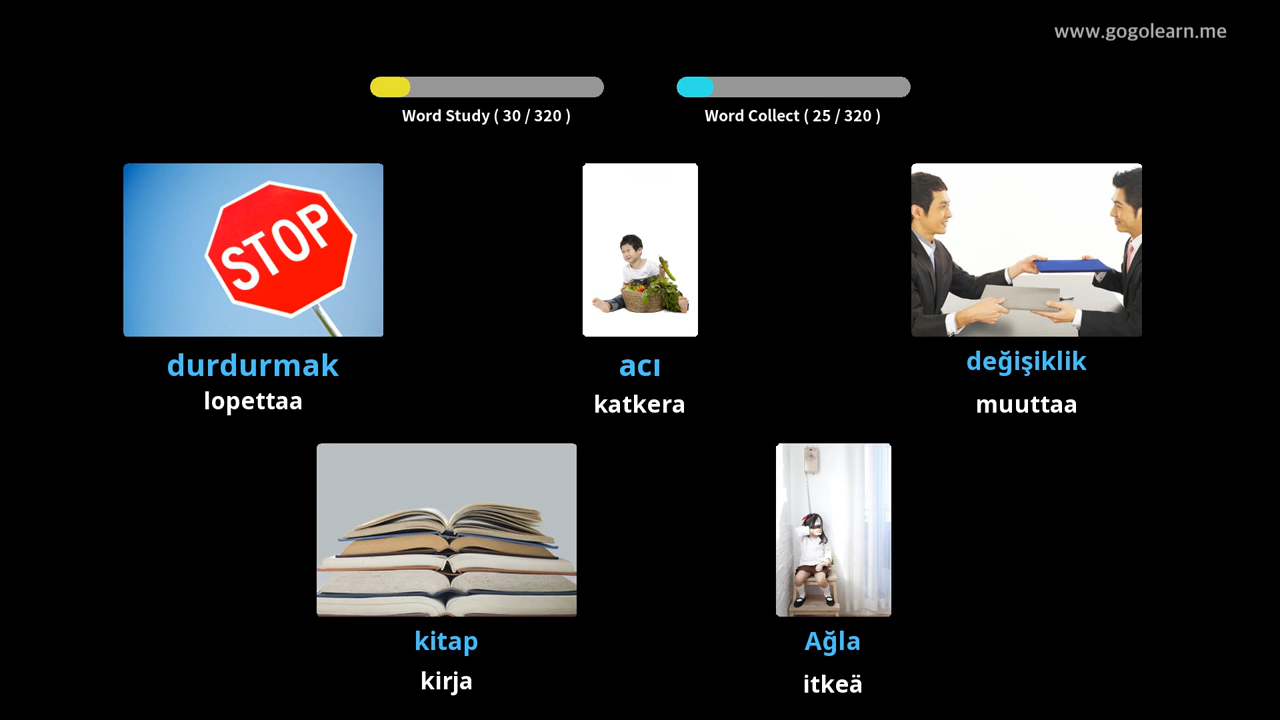 www.gogolearn.me
Word Study ( 30 / 320 )
Word Collect ( 25 / 320 )
STOP
durdurmak
lopettaa
acı
katkera
değişiklik
muuttaa
kitap
kirja
Ağla
itkeä